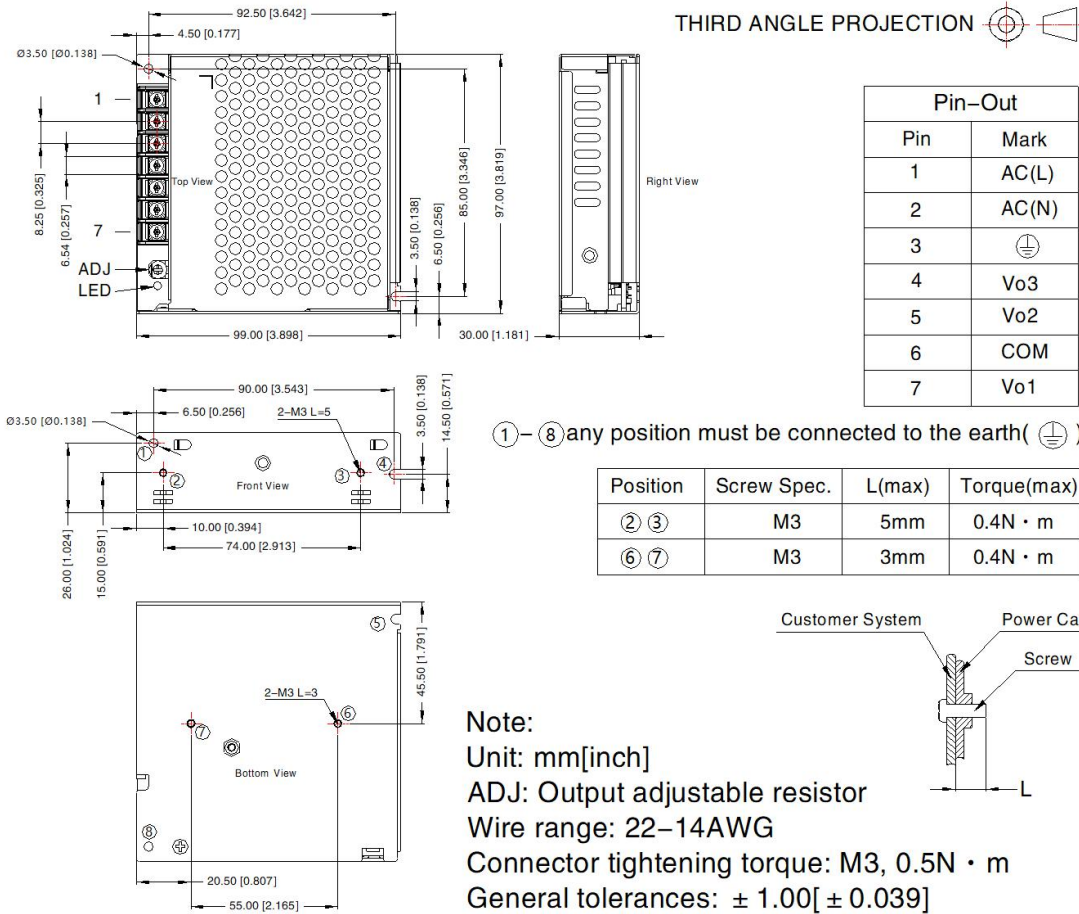 THIRD ANGLE PROJECTION
92.50 [3.642]
4.50 [0.177]
Ø3.50 [Ø0.138]
1
7
ADJ
LED
8.25 [0.325]
6.54 [0.257]
Top View
3.50 [0.138]
6.50 [0.256]
85.00 [3.346]
97.00 [3.819]
99.00 [3.898]
Right View
30.00 [1.181]
Pin-Out
Pin Mark
1 AC(L)
2 AC(N)
3 ⏚
4 Vo3
5 Vo2
6 COM
7 Vo1
90.00 [3.543]
6.50 [0.256]
2-M3 L=5
Ø3.50 [Ø0.138]
3.50 [0.138]
14.50 [0.571]
①
②
③
④
Front View
10.00 [0.394]
74.00 [2.913]
26.00 [1.024]
15.00 [0.591]
①-⑧any position must be connected to the earth( ⏚ )
Position Screw Spec. L(max) Torque(max)
②③ M3 5mm 0.4N・m
⑥⑦ M3 3mm 0.4N・m
⑤
45.50 [1.791]
2-M3 L=3
⑥
⑦
Bottom View
⑧
20.50 [0.807]
55.00 [2.165]
Customer System
Power Ca
Screw
L
Note:
Unit: mm[inch]
ADJ: Output adjustable resistor
Wire range: 22-14AWG
Connector tightening torque: M3, 0.5N・m
General tolerances: ±1.00[±0.039]